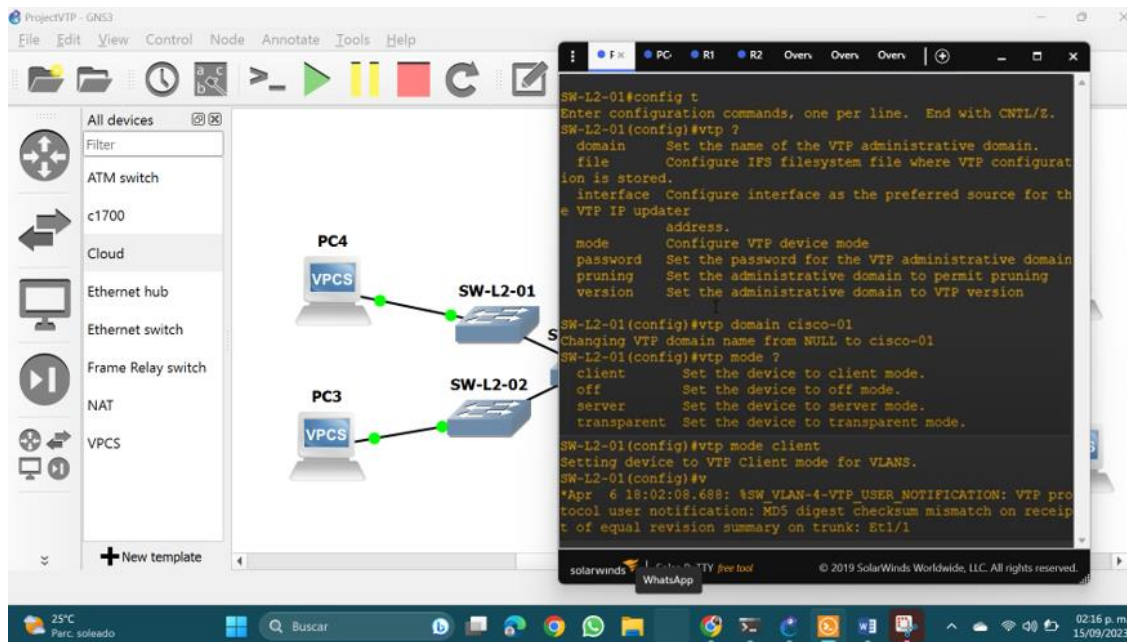 ProjectVTP - GNS3
File Edit View Control Node Annotate Tools Help
All devices
Filter
ATM switch
c1700
Cloud
Ethernet hub
Ethernet switch
Frame Relay switch
NAT
VPCS
New template
PC4
VPCS
SW-L2-01
SW-L2-02
PC3
VPCS
S
F PC- R1 R2 Over Over Over
SW-L2-01#config t
Enter configuration commands, one per line. End with CNTL/Z.
SW-L2-01(config)#vtp ?
domain Set the name of the VTP administrative domain.
file Configure IFS filesystem file where VTP configurat
ion is stored.
interface Configure interface as the preferred source for th
e VTP IP updater
address.
mode Configure VTP device mode
password Set the password for the VTP administrative domain
pruning Set the administrative domain to permit pruning
version Set the administrative domain to VTP version
SW-L2-01(config)#vtp domain cisco-01
Changing VTP domain name from NULL to cisco-01
SW-L2-01(config)#vtp mode ?
client Set the device to client mode.
off Set the device to off mode.
server Set the device to server mode.
transparent Set the device to transparent mode.
SW-L2-01(config)#vtp mode client
Setting device to VTP Client mode for VLANS.
SW-L2-01(config)#v
*Apr 6 18:02:08.688: %SW_VLAN-4-VTP_USER_NOTIFICATION: VTP pro
tocol user notification: MD5 digest checksum mismatch on receip
t of equal revision summary on trunk: Et1/1
solarwinds free tool © 2019 SolarWinds Worldwide, LLC. All rights reserved.
WhatsApp
25°C
Parc. soleado
Buscar
02:16 p. m.
15/09/2023